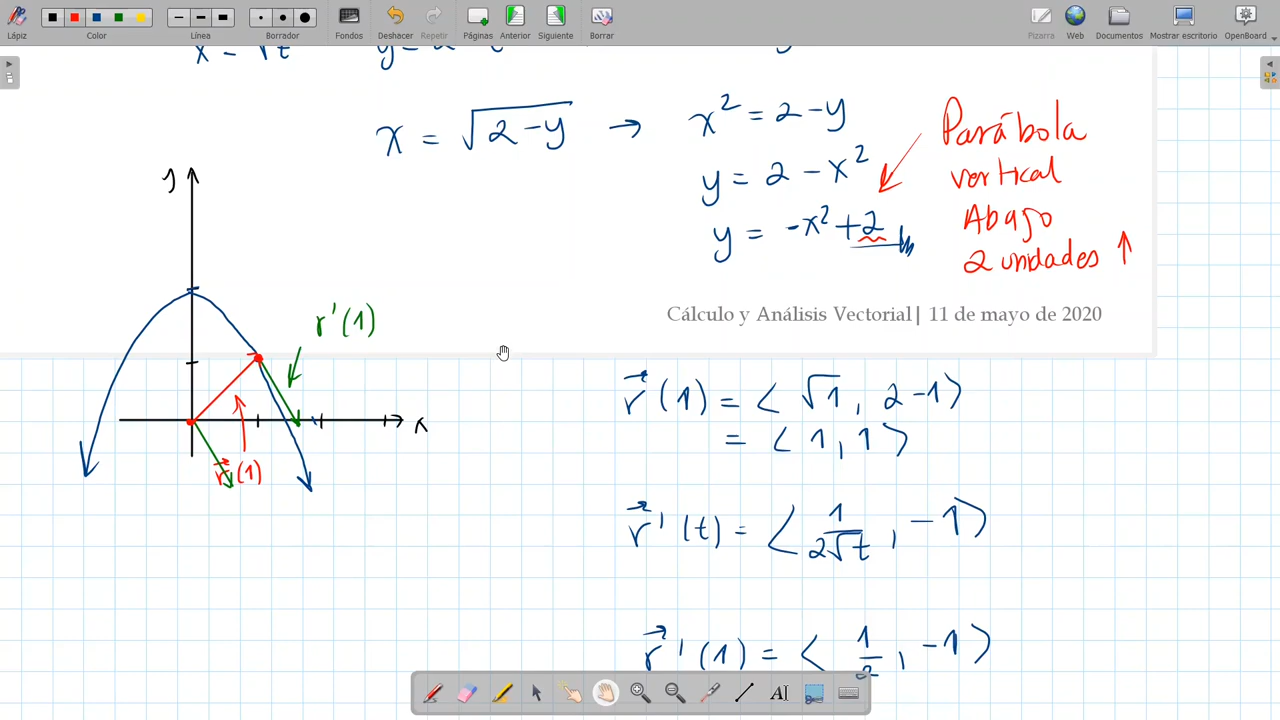 Lápiz Color Línea Borrador Fondos Deshacer Repetir Páginas Anterior Siguiente Borrar Pizarra Web Documentos Mostrar escritorio OpenBoard
x = √t
x = √(2-y) → x² = 2-y
y = 2 - x²
y = -x² + 2
Parábola
vertical
Abajo
2 unidades ↑
y
x
r'(1)
r⃗(1)
Cálculo y Análisis Vectorial| 11 de mayo de 2020
r⃗(1) = ⟨√1, 2-1⟩
= ⟨1, 1⟩
r⃗'(t) = ⟨1/(2√t), -1⟩
r⃗'(1) = ⟨1/2, -1⟩